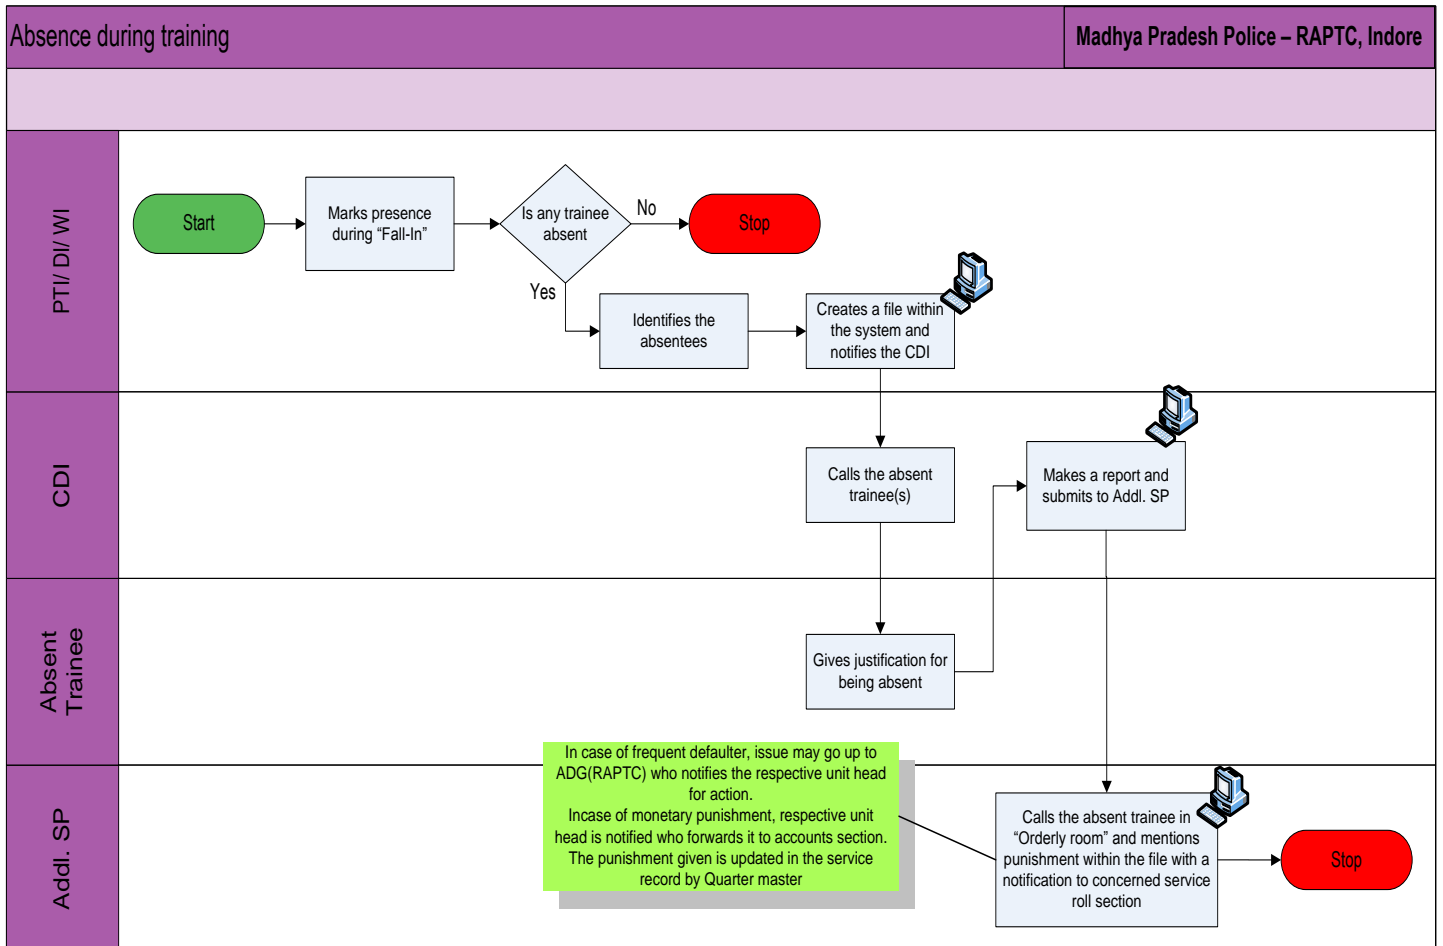 Absence during training
Madhya Pradesh Police – RAPTC, Indore
PTI/ DI/ WI
Start
Marks presence
during “Fall-In”
Is any trainee
absent
No
Stop
Yes
Identifies the
absentees
Creates a file within
the system and
notifies the CDI
CDI
Calls the absent
trainee(s)
Makes a report and
submits to Addl. SP
Absent
Trainee
Gives justification for
being absent
Addl. SP
In case of frequent defaulter, issue may go up to
ADG(RAPTC) who notifies the respective unit head
for action.
Incase of monetary punishment, respective unit
head is notified who forwards it to accounts section.
The punishment given is updated in the service
record by Quarter master
Calls the absent trainee in
“Orderly room” and mentions
punishment within the file with a
notification to concerned service
roll section
Stop